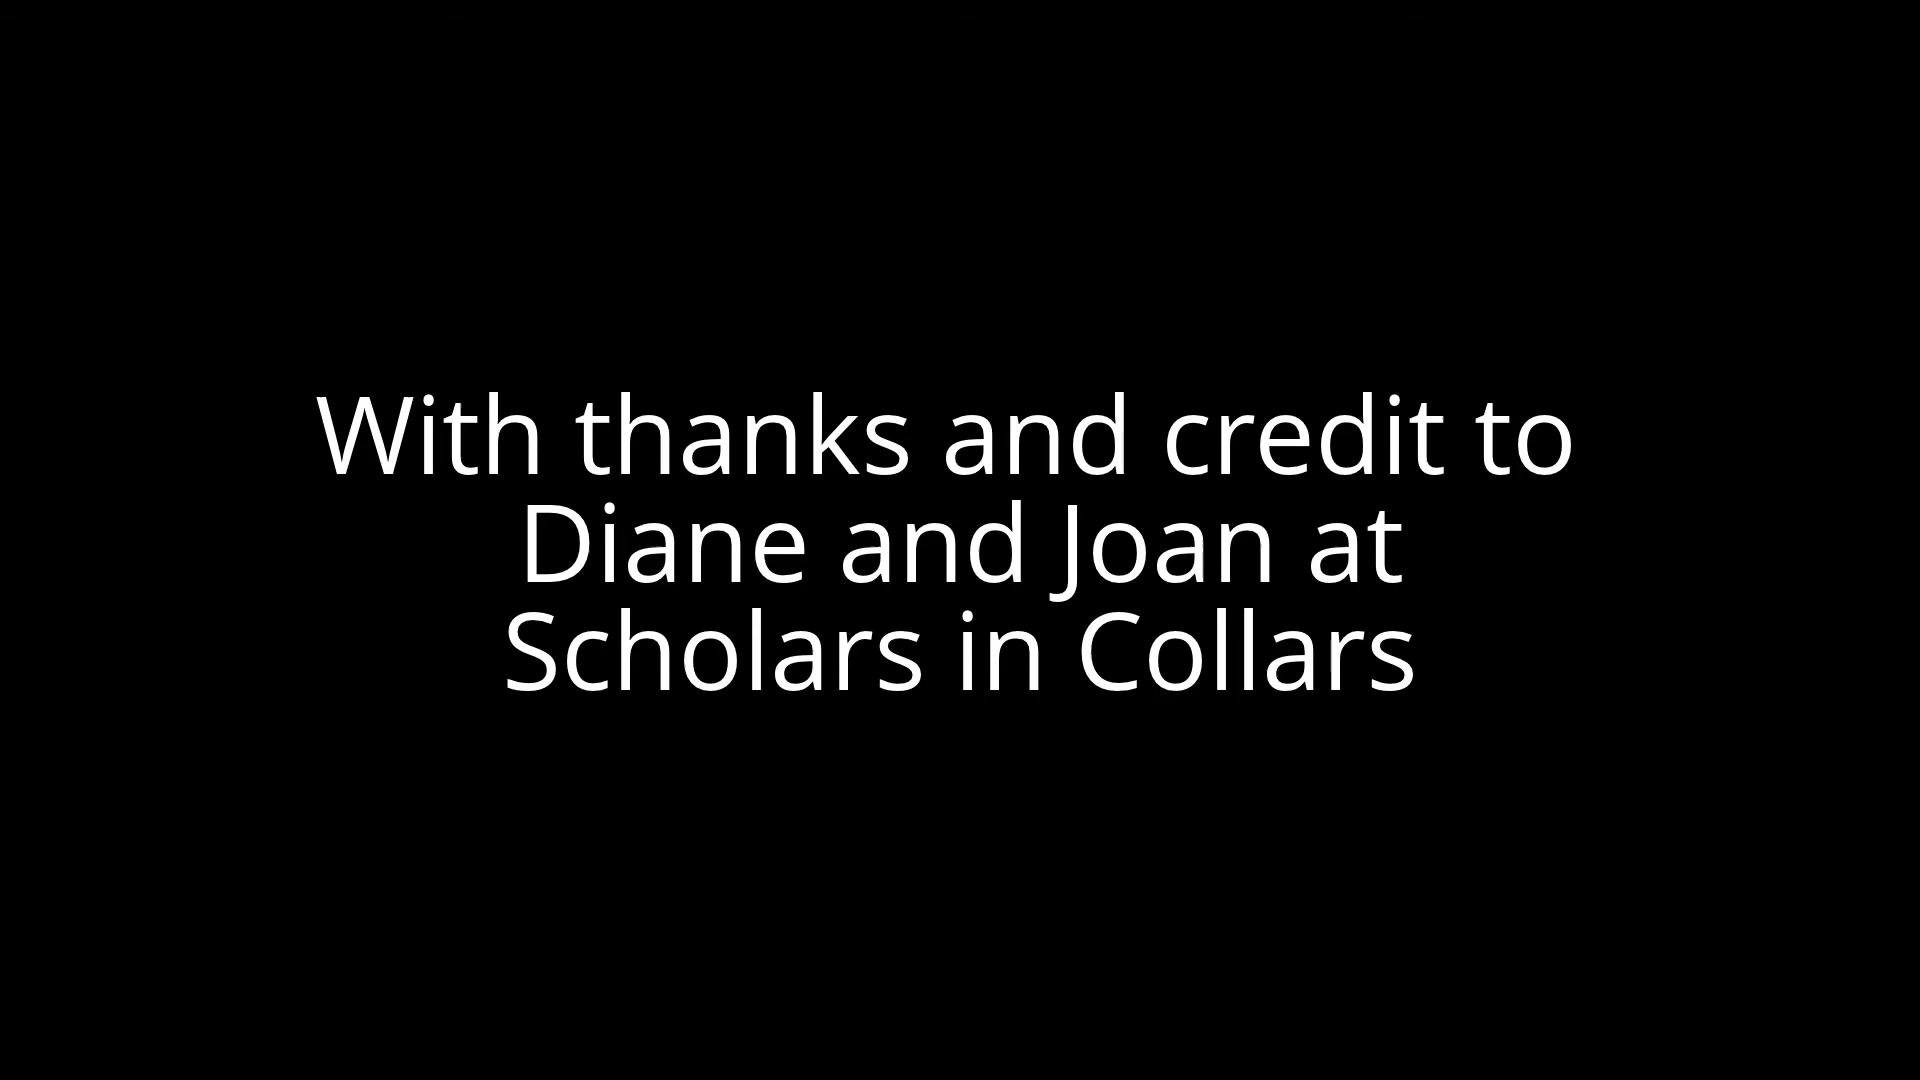 With thanks and credit to
Diane and Joan at
Scholars in Collars